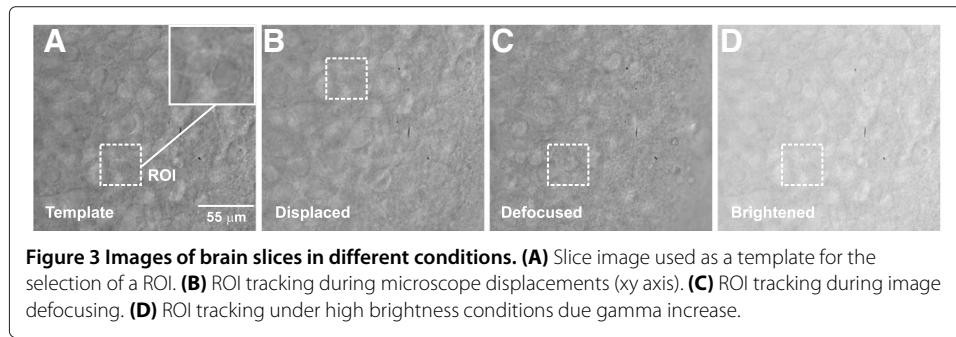 A
B
C
D
ROI
55 μm
Template
Displaced
Defocused
Brightened
Figure 3 Images of brain slices in different conditions. (A) Slice image used as a template for the
selection of a ROI. (B) ROI tracking during microscope displacements (xy axis). (C) ROI tracking during image
defocusing. (D) ROI tracking under high brightness conditions due gamma increase.